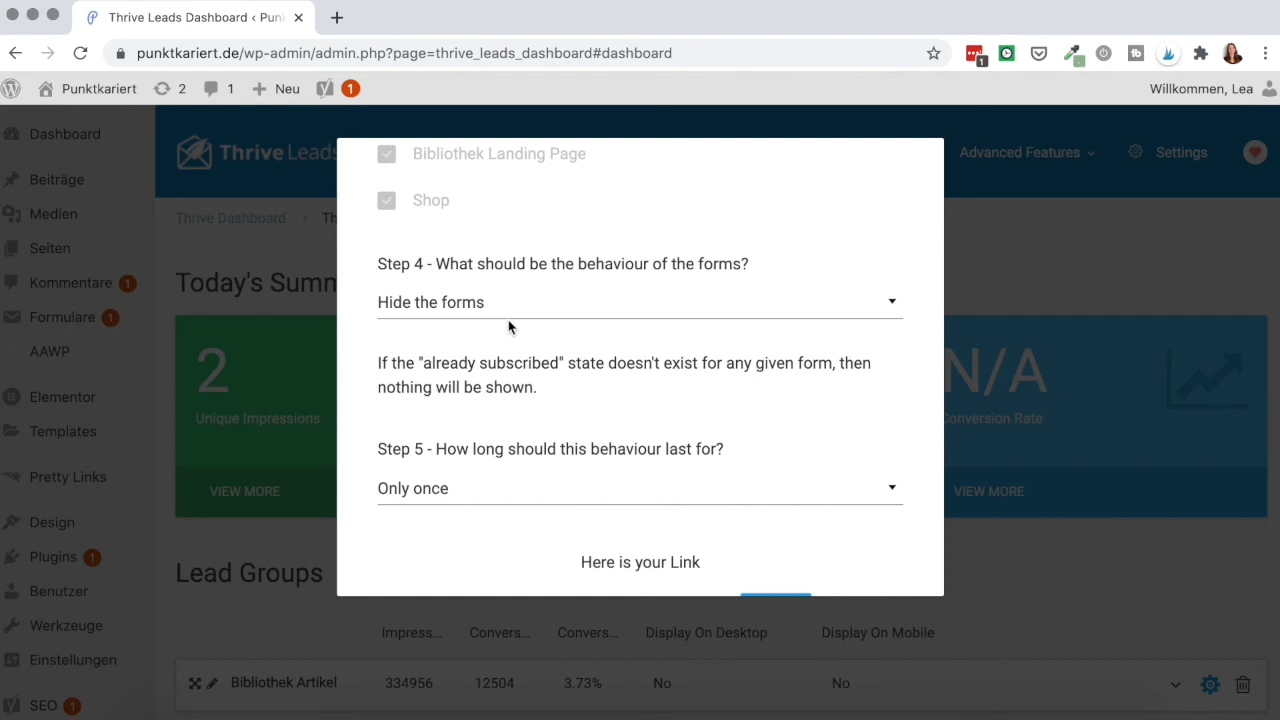 Thrive Leads Dashboard ‹ Punk
punktkariert.de/wp-admin/admin.php?page=thrive_leads_dashboard#dashboard
1
Punktkariert
2
1
Neu
1
Willkommen, Lea
Dashboard
Beiträge
Medien
Seiten
Kommentare 1
Formulare 1
AAWP
Elementor
Templates
Pretty Links
Design
Plugins 1
Benutzer
Werkzeuge
Einstellungen
SEO 1
Thrive Leads
Advanced Features
Settings
Thrive Dashboard
Th
Today's Summ
2
Unique Impressions
VIEW MORE
N/A
Conversion Rate
VIEW MORE
Bibliothek Landing Page
Shop
Step 4 - What should be the behaviour of the forms?
Hide the forms
If the "already subscribed" state doesn't exist for any given form, then
nothing will be shown.
Step 5 - How long should this behaviour last for?
Only once
Here is your Link
Lead Groups
Impress... Convers... Convers... Display On Desktop Display On Mobile
Bibliothek Artikel 334956 12504 3.73% No No